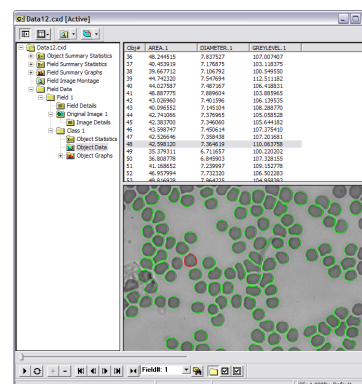 Data12.cxd [Active]
Data12.cxd
Object Summary Statistics
Field Summary Statistics
Field Summary Graphs
Field Image Montage
Field Data
Field 1
Field Details
Original Image 1
Image Details
Class 1
Object Statistics
Object Data
Object Graphs
Obj# AREA.1 DIAMETER.1 GREYLEVEL.1
36 48.244515 7.837527 107.007407
37 40.453919 7.176875 103.118375
38 39.667712 7.106792 100.549550
39 44.742320 7.547694 112.511182
40 44.027587 7.487167 106.418831
41 48.887775 7.889604 103.885965
42 43.026960 7.401596 106.139535
43 40.096552 7.145104 108.288770
44 42.741066 7.376965 105.058528
45 42.383700 7.346060 105.644182
46 43.598747 7.450614 107.375410
47 42.526646 7.358438 107.201681
48 42.598120 7.364619 110.063758
49 35.379311 6.711657 100.220202
50 36.808778 6.845903 107.328155
51 41.168652 7.239997 109.152778
52 46.957994 7.732320 106.502283
Field#: 1